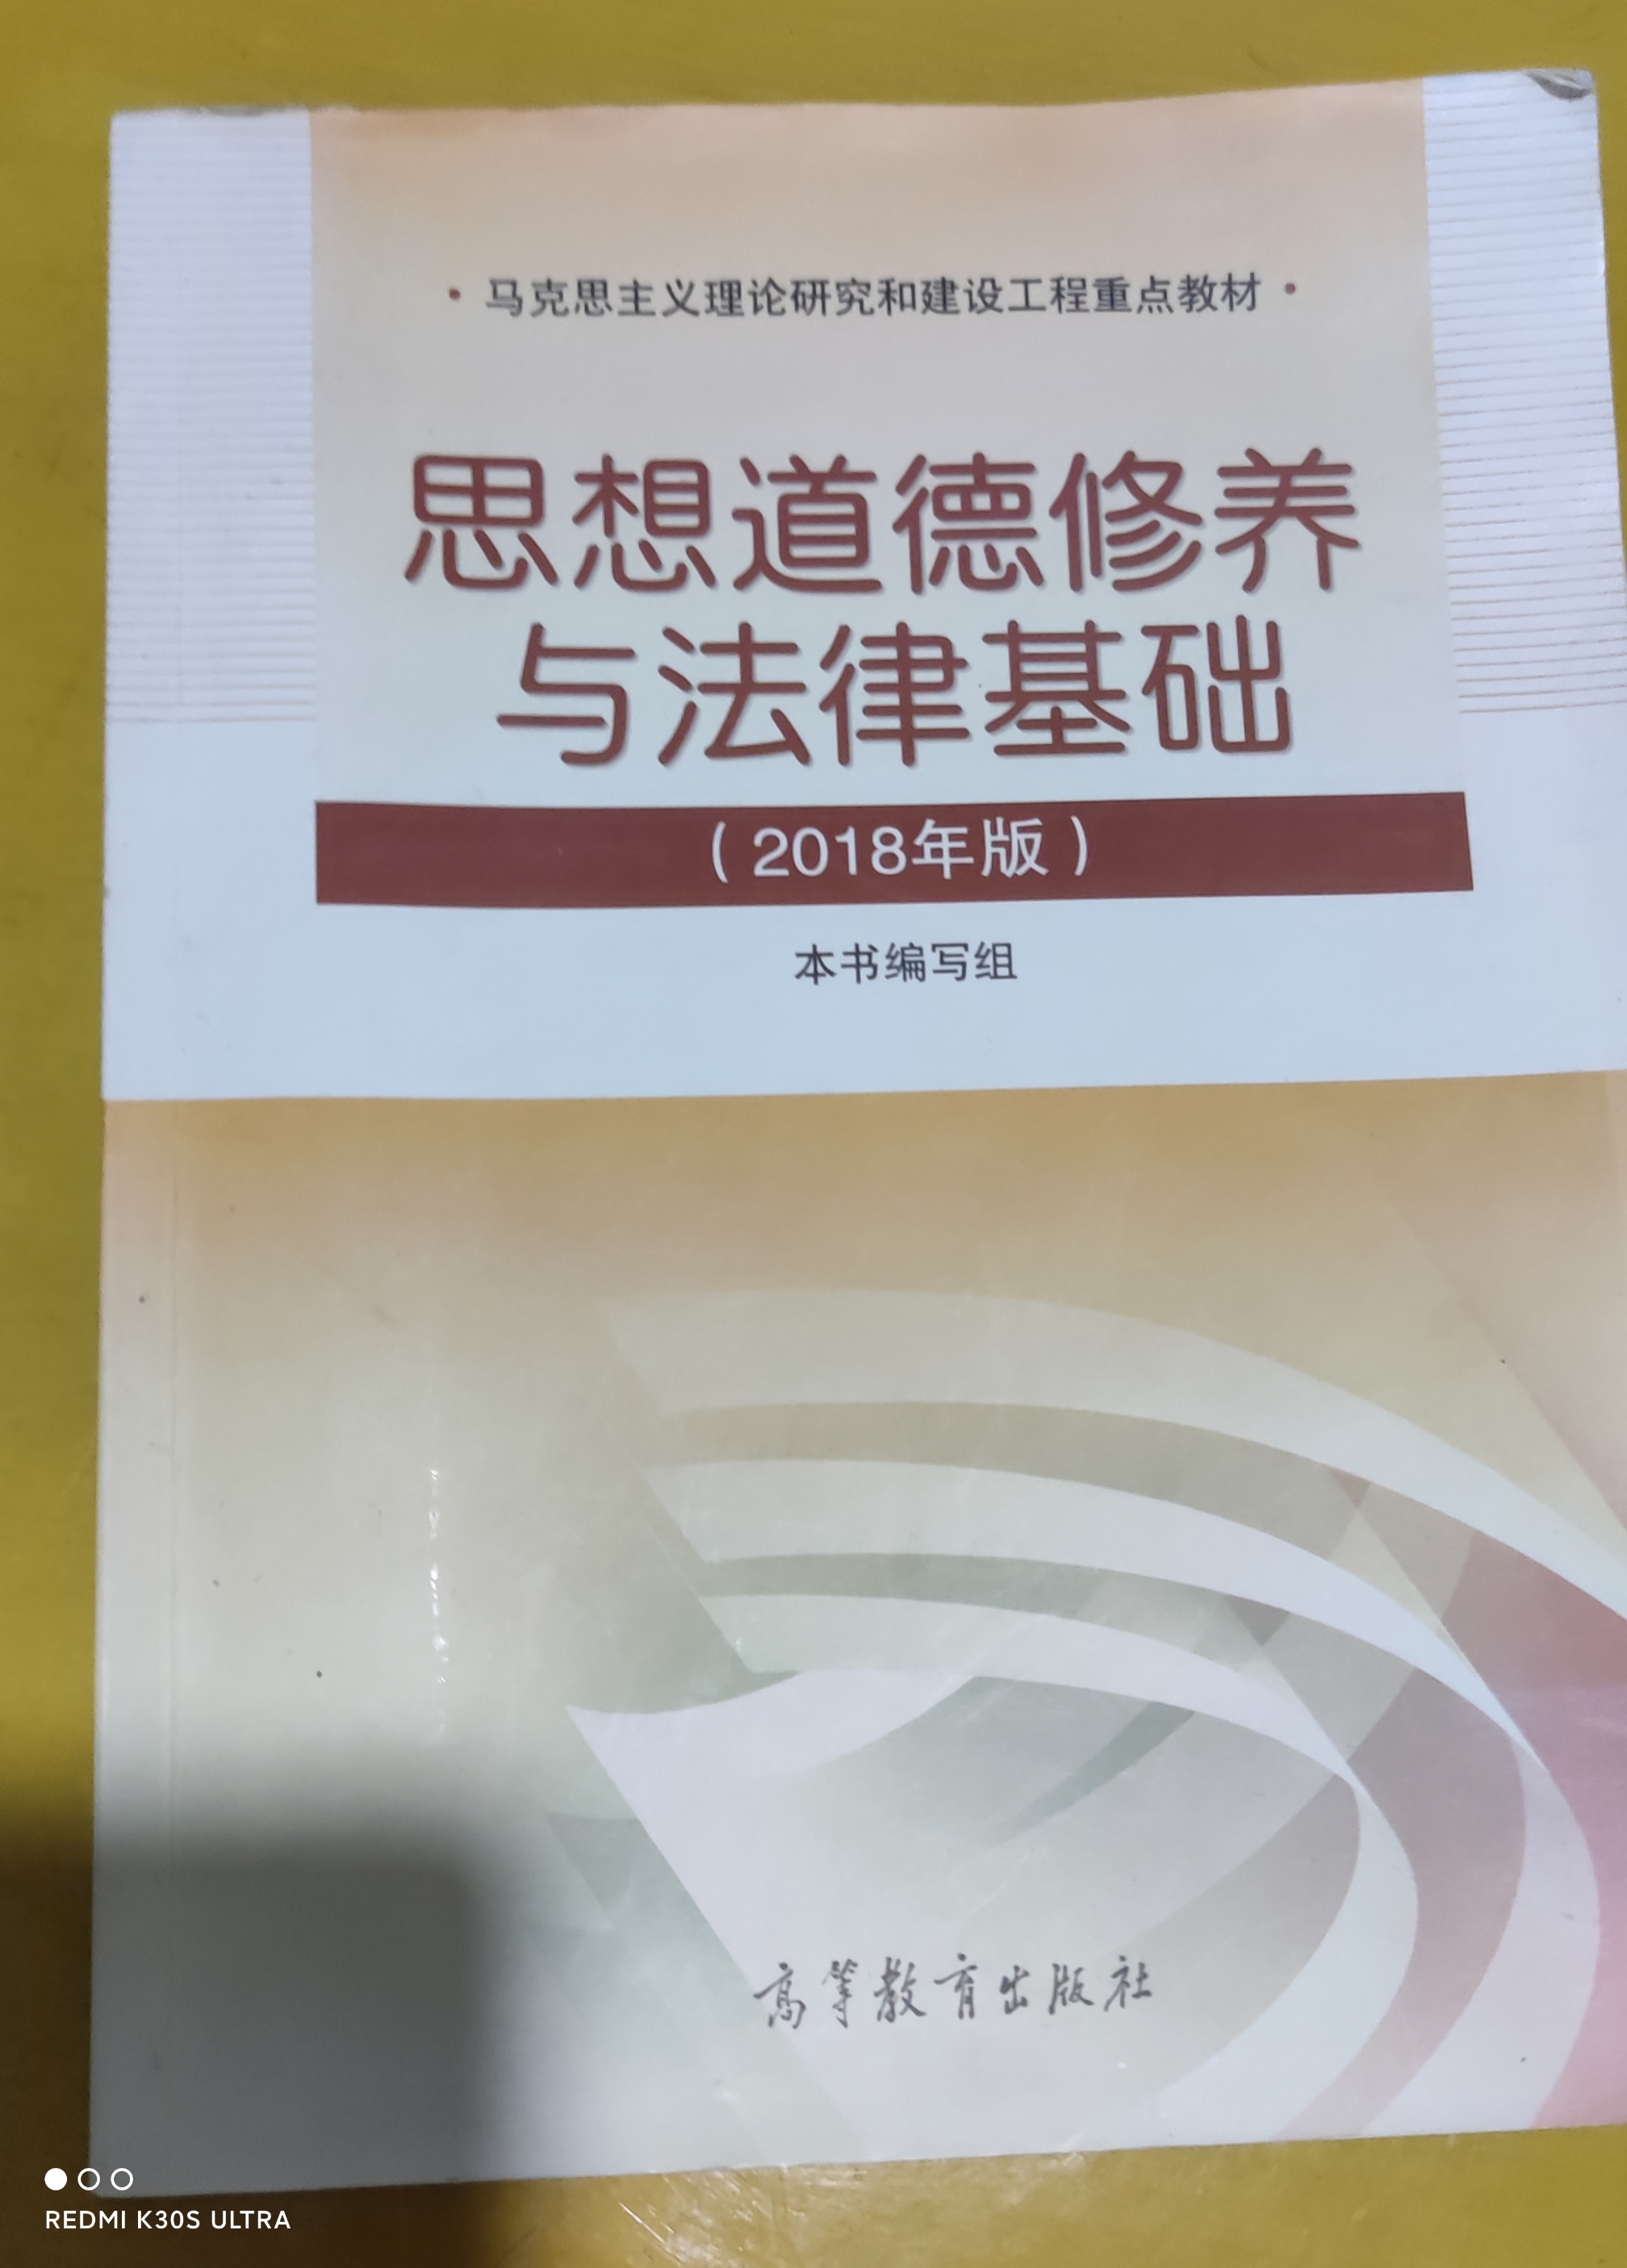 ·马克思主义理论研究和建设工程重点教材·
思想道德修养
与法律基础
（2018年版）
本书编写组
高等教育出版社
REDMI K30S ULTRA